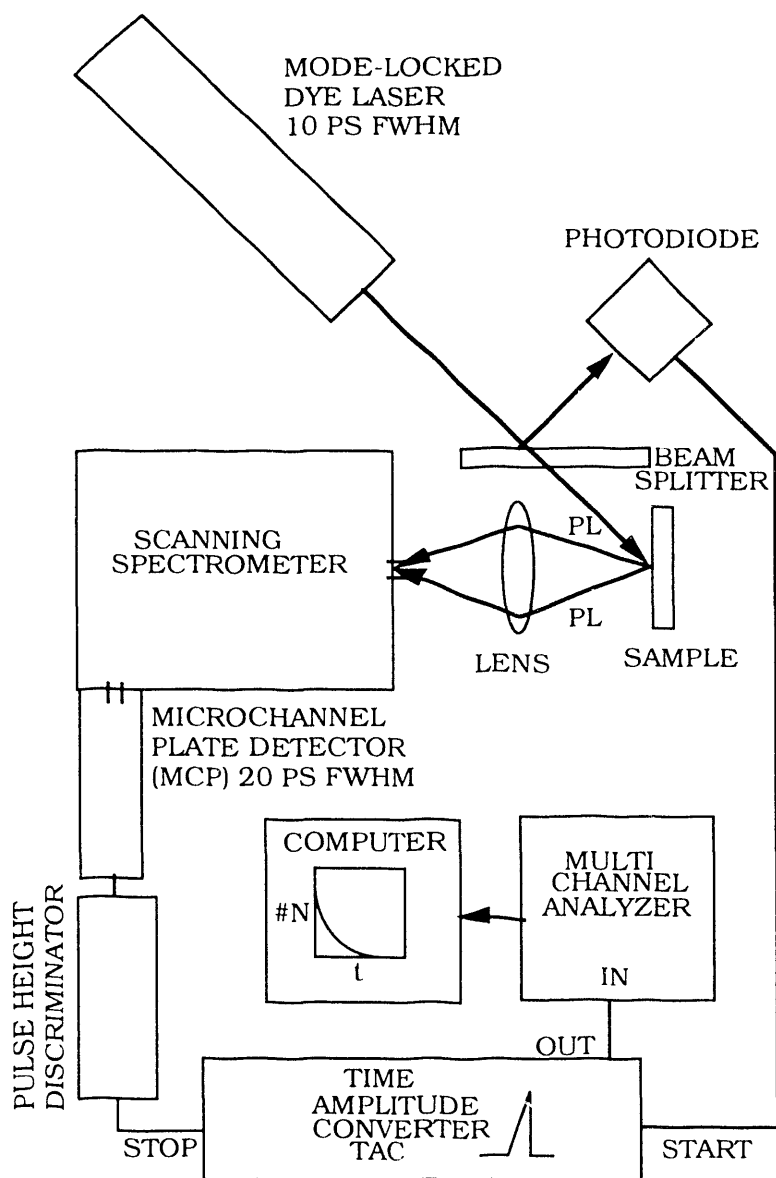 MODE-LOCKED
DYE LASER
10 PS FWHM
PHOTODIODE
BEAM
SPLITTER
SCANNING
SPECTROMETER
PL
PL
LENS
SAMPLE
MICROCHANNEL
PLATE DETECTOR
(MCP) 20 PS FWHM
COMPUTER
#N
t
MULTI
CHANNEL
ANALYZER
IN
PULSE HEIGHT
DISCRIMINATOR
OUT
TIME
AMPLITUDE
CONVERTER
TAC
STOP
START